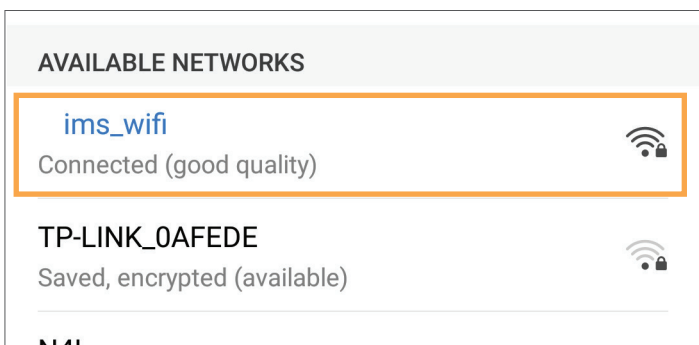 AVAILABLE NETWORKS
ims_wifi
Connected (good quality)
TP-LINK_0AFEDE
Saved, encrypted (available)